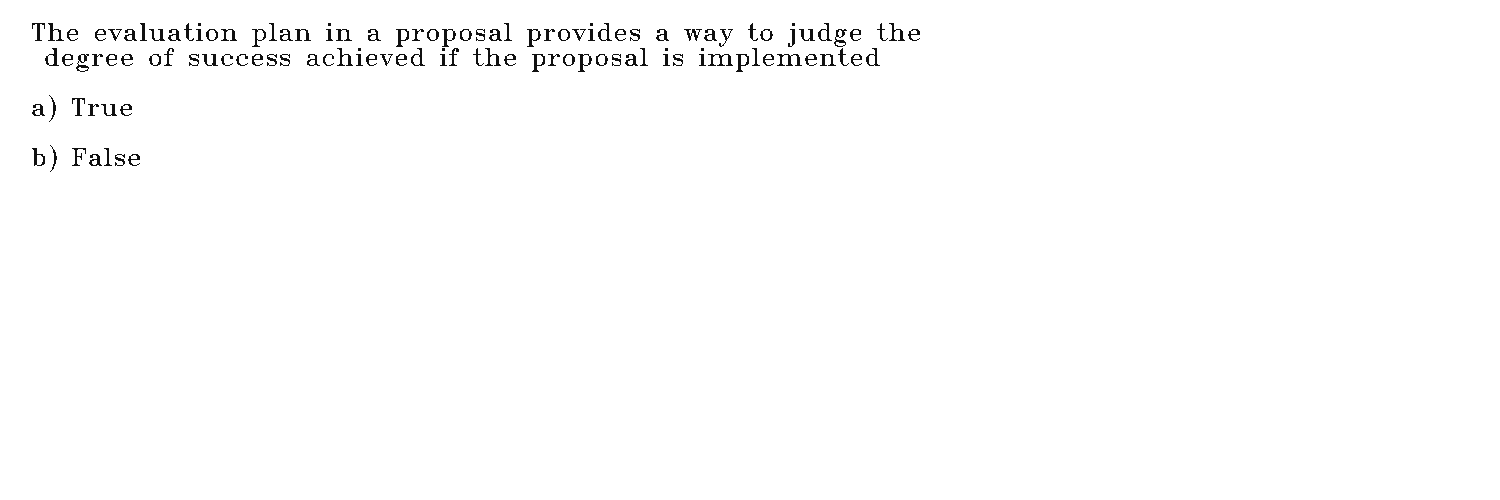 The evaluation plan in a proposal provides a way to judge the
degree of success achieved if the proposal is implemented
a) True
b) False